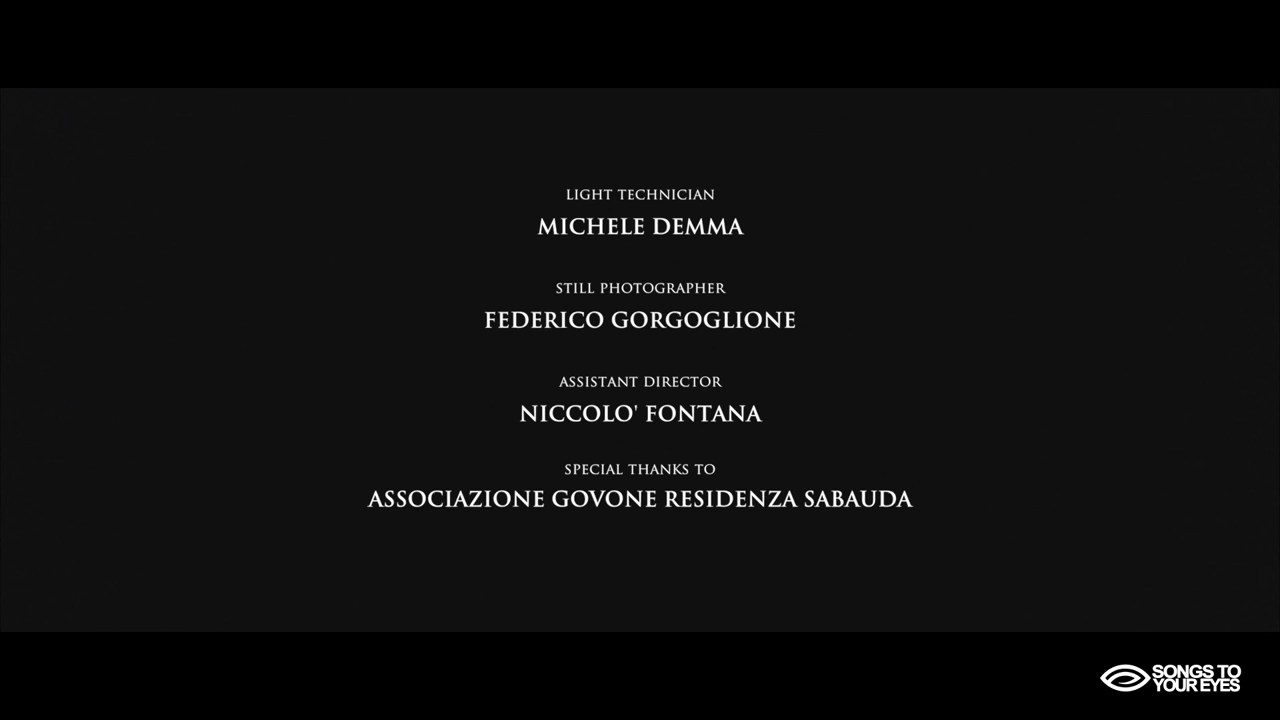 LIGHT TECHNICIAN
MICHELE DEMMA
STILL PHOTOGRAPHER
FEDERICO GORGOGLIONE
ASSISTANT DIRECTOR
NICCOLO' FONTANA
SPECIAL THANKS TO
ASSOCIAZIONE GOVONE RESIDENZA SABAUDA
SONGS TO
YOUR EYES